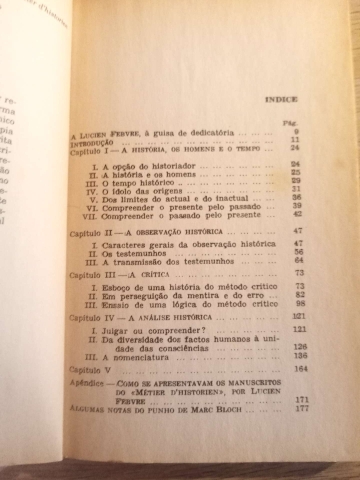 er d'historien
INDICE
Pág.
A LUCIEN FEBVRE, à guisa de dedicatória ... ... ... 9
INTRODUÇÃO ... ... ... ... ... ... ... ... 11
Capítulo I — A HISTÓRIA, OS HOMENS E O TEMPO ... ... 24
I. A opção do historiador ... ... ... ... ... 24
II. A história e os homens ... ... ... ... ... 25
III. O tempo histórico ... ... ... ... ... ... 29
IV. O ídolo das origens ... ... ... ... ... ... 31
V. Dos limites do actual e do inactual ... ... ... 36
VI. Compreender o presente pelo passado ... ... 39
VII. Compreender o passado pelo presente ... ... 42
Capítulo II — A OBSERVAÇÃO HISTÓRICA ... ... ... 47
I. Caracteres gerais da observação histórica ... 47
II. Os testemunhos ... ... ... ... ... ... ... 56
III. A transmissão dos testemunhos ... ... ... ... 64
Capítulo III — A CRÍTICA ... ... ... ... ... ... 73
I. Esboço de uma história do método crítico ... 73
II. Em perseguição da mentira e do erro ... ... 82
III. Ensaio de uma lógica do método crítico ... ... 98
Capítulo IV — A ANÁLISE HISTÓRICA ... ... ... ... 121
I. Julgar ou compreender? ... ... ... ... ... 121
II. Da diversidade dos factos humanos à uni-
dade das consciências ... ... ... ... ... 126
III. A nomenclatura ... ... ... ... ... ... ... 136
Capítulo V ... ... ... ... ... ... ... ... ... 164
Apêndice — COMO SE APRESENTAVAM OS MANUSCRITOS
DO «MÉTIER D'HISTORIEN», POR LUCIEN
FEBVRE ... ... ... ... ... ... ... ... 171
ALGUMAS NOTAS DO PUNHO DE MARC BLOCH ... ... ... 177